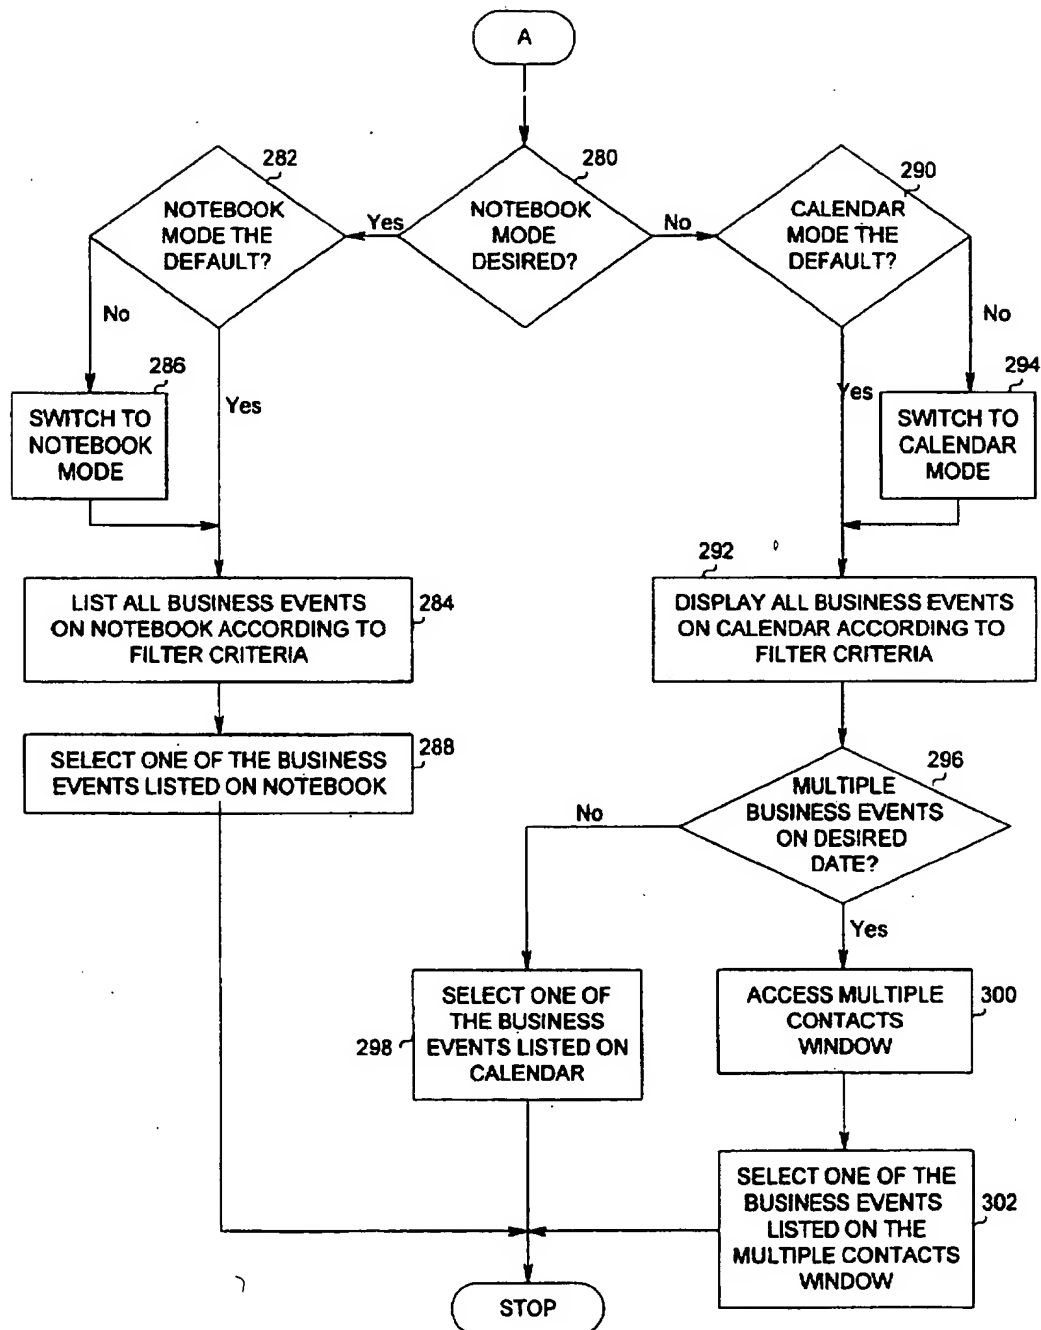 A
282
280
290
NOTEBOOK
MODE THE
DEFAULT?
Yes
NOTEBOOK
MODE
DESIRED?
No
CALENDAR
MODE THE
DEFAULT?
No
No
286
Yes
Yes
294
SWITCH TO
NOTEBOOK
MODE
SWITCH TO
CALENDAR
MODE
292
LIST ALL BUSINESS EVENTS
ON NOTEBOOK ACCORDING TO
FILTER CRITERIA
284
DISPLAY ALL BUSINESS EVENTS
ON CALENDAR ACCORDING TO
FILTER CRITERIA
SELECT ONE OF THE BUSINESS
EVENTS LISTED ON NOTEBOOK
288
296
MULTIPLE
BUSINESS EVENTS
ON DESIRED
DATE?
No
Yes
298
SELECT ONE OF
THE BUSINESS
EVENTS LISTED ON
CALENDAR
ACCESS MULTIPLE
CONTACTS
WINDOW
300
SELECT ONE OF THE
BUSINESS EVENTS
LISTED ON THE
MULTIPLE CONTACTS
WINDOW
302
STOP